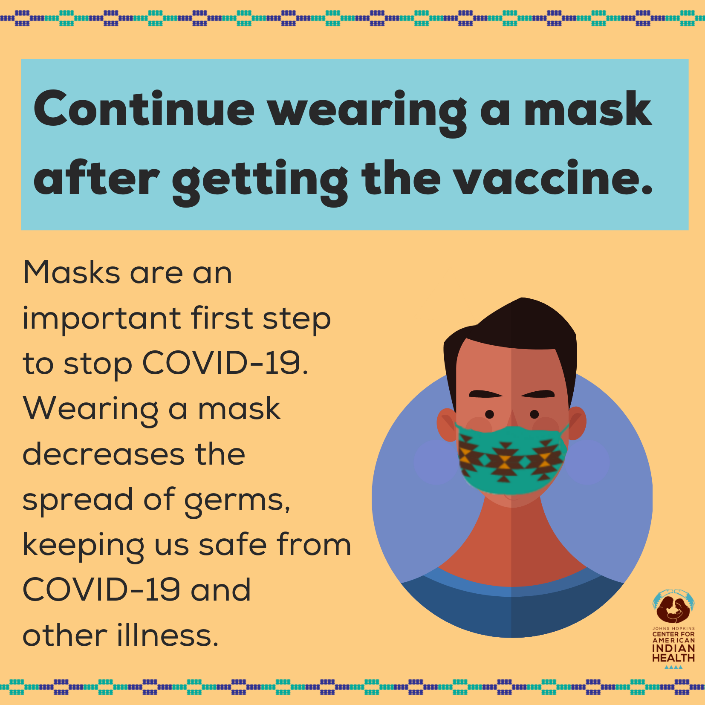 Continue wearing a mask
after getting the vaccine.
Masks are an
important first step
to stop COVID-19.
Wearing a mask
decreases the
spread of germs,
keeping us safe from
COVID-19 and
other illness.
JOHNS HOPKINS
CENTER FOR
AMERICAN
INDIAN
HEALTH